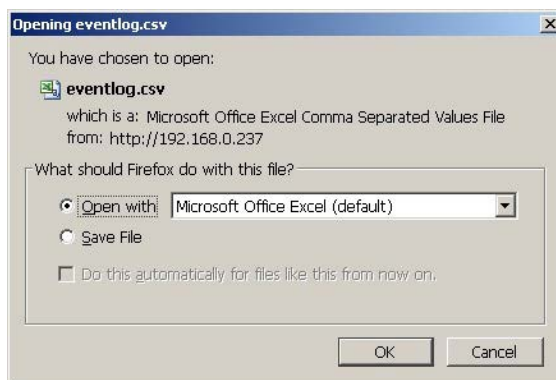 Opening eventlog.csv
You have chosen to open:
eventlog.csv
which is a: Microsoft Office Excel Comma Separated Values File
from: http://192.168.0.237
What should Firefox do with this file?
Open with Microsoft Office Excel (default)
Save File
Do this automatically for files like this from now on.
OK Cancel